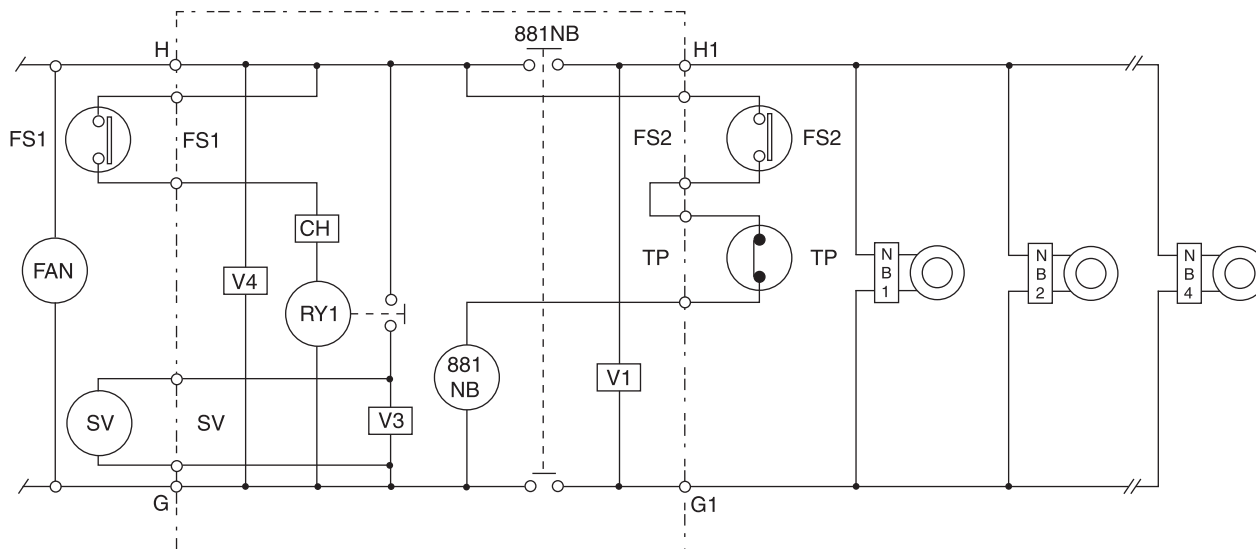 881NB
H
H1
FS1
FS1
FS2
FS2
CH
TP
TP
N
B
1
N
B
2
N
B
4
FAN
V4
RY1
881
NB
V1
SV
SV
V3
G
G1